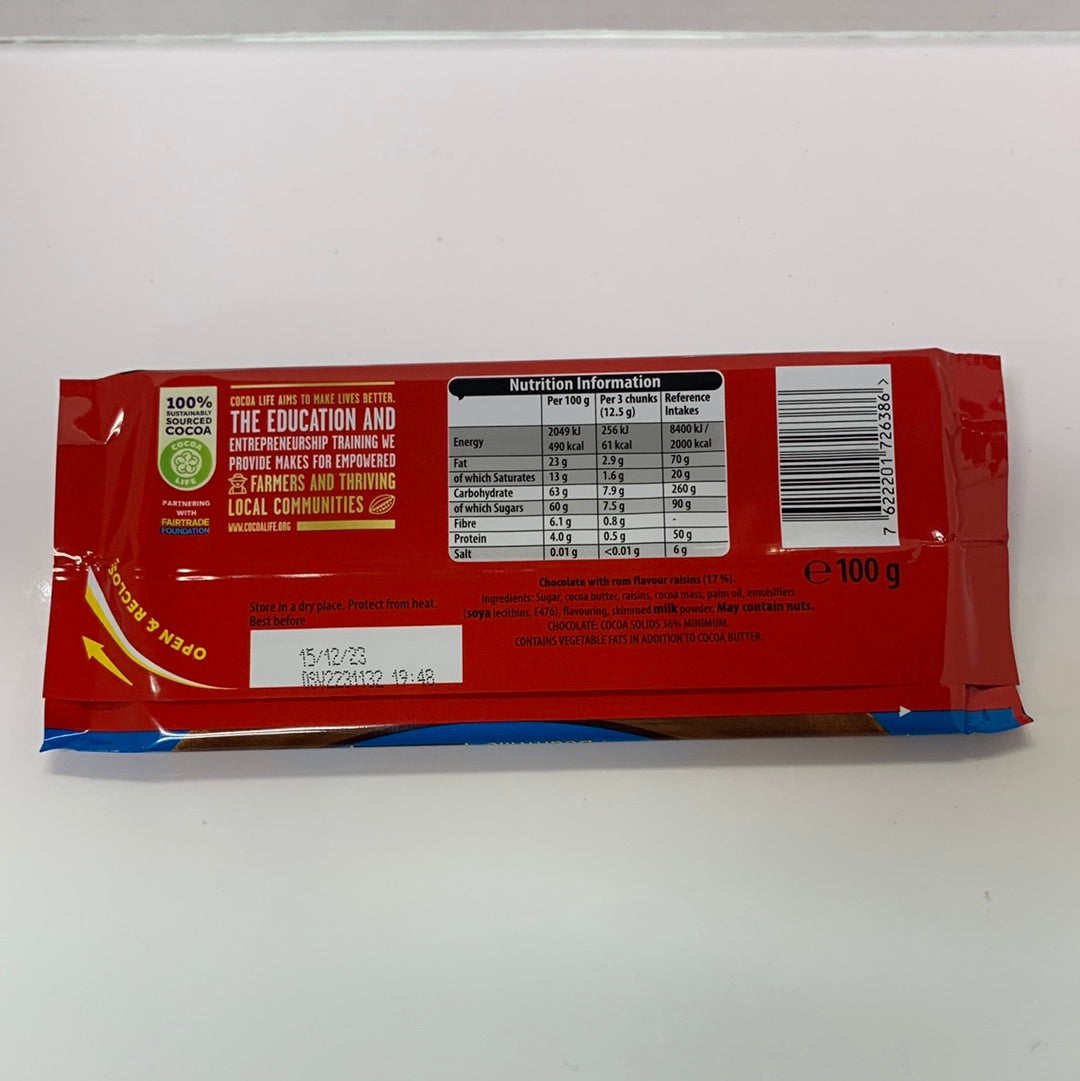 100%
SUSTAINABLY
SOURCED
COCOA
COCOA
LIFE
PARTNERING
WITH
FAIRTRADE
FOUNDATION
COCOA LIFE AIMS TO MAKE LIVES BETTER.
THE EDUCATION AND
ENTREPRENEURSHIP TRAINING WE
PROVIDE MAKES FOR EMPOWERED
FARMERS AND THRIVING
LOCAL COMMUNITIES
WWW.COCOALIFE.ORG
Nutrition Information
Per 100 g Per 3 chunks (12.5 g) Reference Intakes
Energy 2049 kJ 256 kJ 8400 kJ /
490 kcal 61 kcal 2000 kcal
Fat 23 g 2.9 g 70 g
of which Saturates 13 g 1.6 g 20 g
Carbohydrate 63 g 7.9 g 260 g
of which Sugars 60 g 7.5 g 90 g
Fibre 6.1 g 0.8 g -
Protein 4.0 g 0.5 g 50 g
Salt 0.01 g <0.01 g 6 g
7 622201 726386 >
e 100 g
Chocolate with rum flavour raisins (17 %).
Ingredients: Sugar, cocoa butter, raisins, cocoa mass, palm oil, emulsifiers
(soya lecithins, E476), flavouring, skimmed milk powder. May contain nuts.
CHOCOLATE: COCOA SOLIDS 36% MINIMUM.
CONTAINS VEGETABLE FATS IN ADDITION TO COCOA BUTTER.
OPEN & RECLOS
Store in a dry place. Protect from heat.
Best before
15/12/23
OSV2231132 19:48